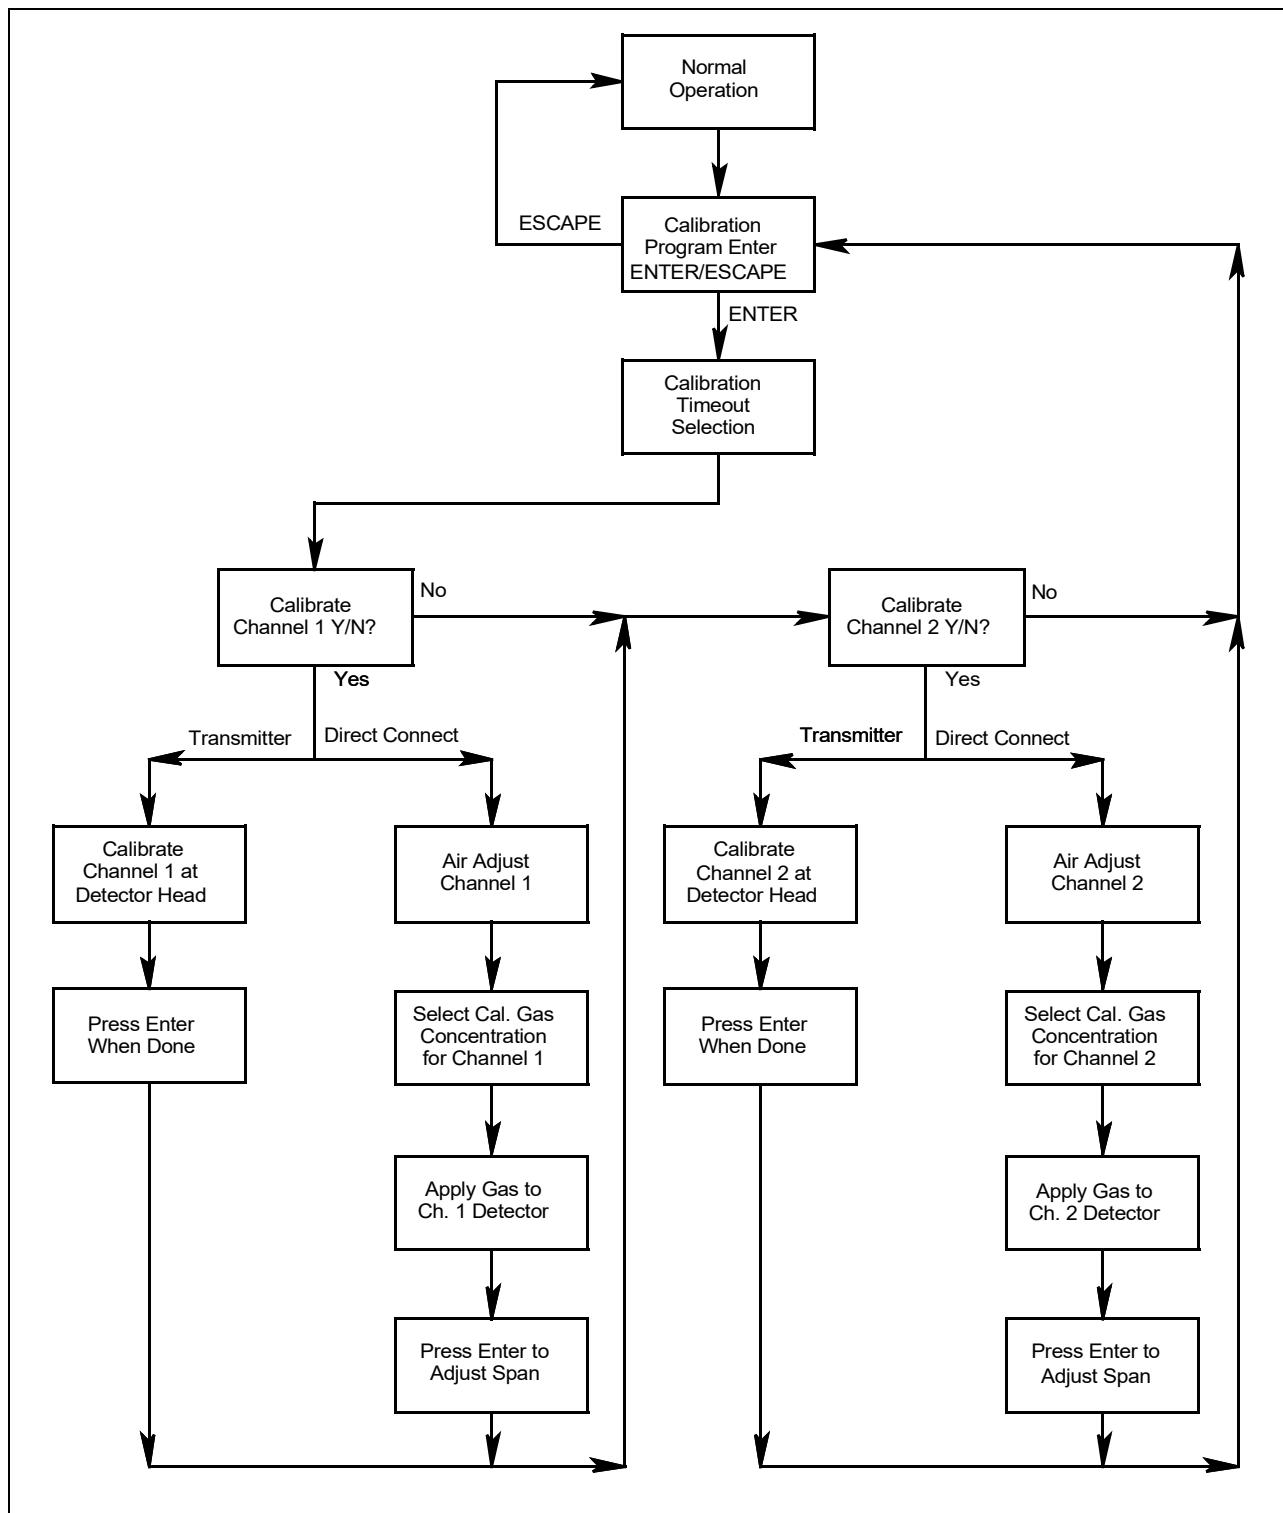 Normal
Operation
ESCAPE
Calibration
Program Enter
ENTER/ESCAPE
ENTER
Calibration
Timeout
Selection
Calibrate
Channel 1 Y/N?
No
Yes
Transmitter
Direct Connect
Calibrate
Channel 1 at
Detector Head
Press Enter
When Done
Air Adjust
Channel 1
Select Cal. Gas
Concentration
for Channel 1
Apply Gas to
Ch. 1 Detector
Press Enter to
Adjust Span
Calibrate
Channel 2 Y/N?
No
Yes
Transmitter
Direct Connect
Calibrate
Channel 2 at
Detector Head
Press Enter
When Done
Air Adjust
Channel 2
Select Cal. Gas
Concentration
for Channel 2
Apply Gas to
Ch. 2 Detector
Press Enter to
Adjust Span